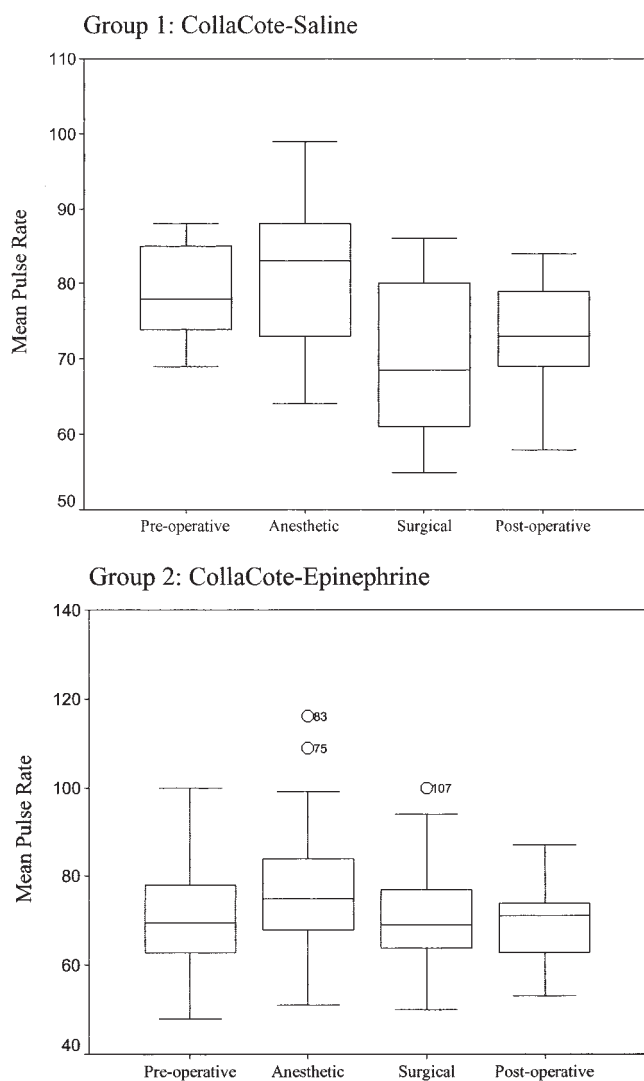 Group 1: CollaCote-Saline
110
100
90
80
70
60
50
Mean Pulse Rate
Pre-operative Anesthetic Surgical Post-operative
Group 2: CollaCote-Epinephrine
140
120
100
80
60
40
Mean Pulse Rate
83
75
107
Pre-operative Anesthetic Surgical Post-operative